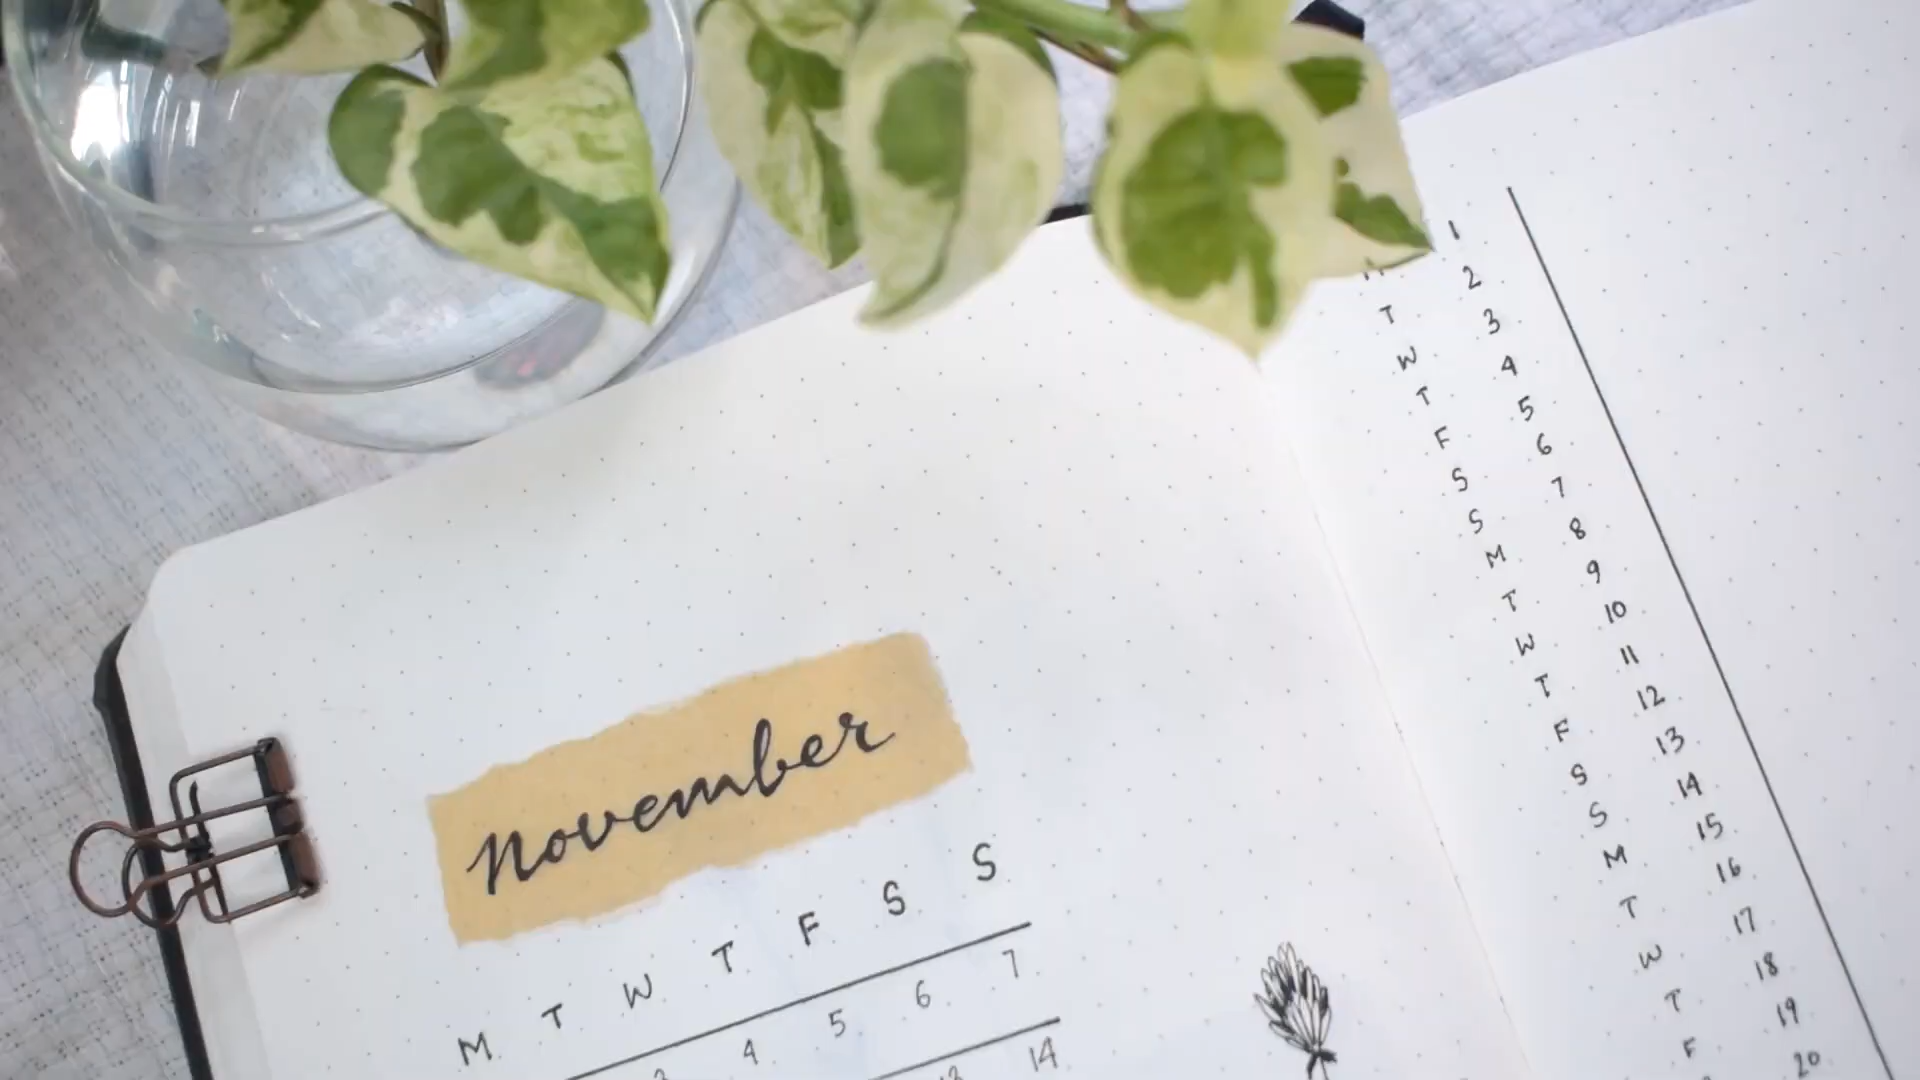 November
M T W T F S S
4 5 6 7
13 14
1
T 2
W 3
T 4
F 5
S 6
S 7
M 8
T 9
W 10
T 11
F 12
S 13
S 14
M 15
T 16
W 17
T 18
F 19
20